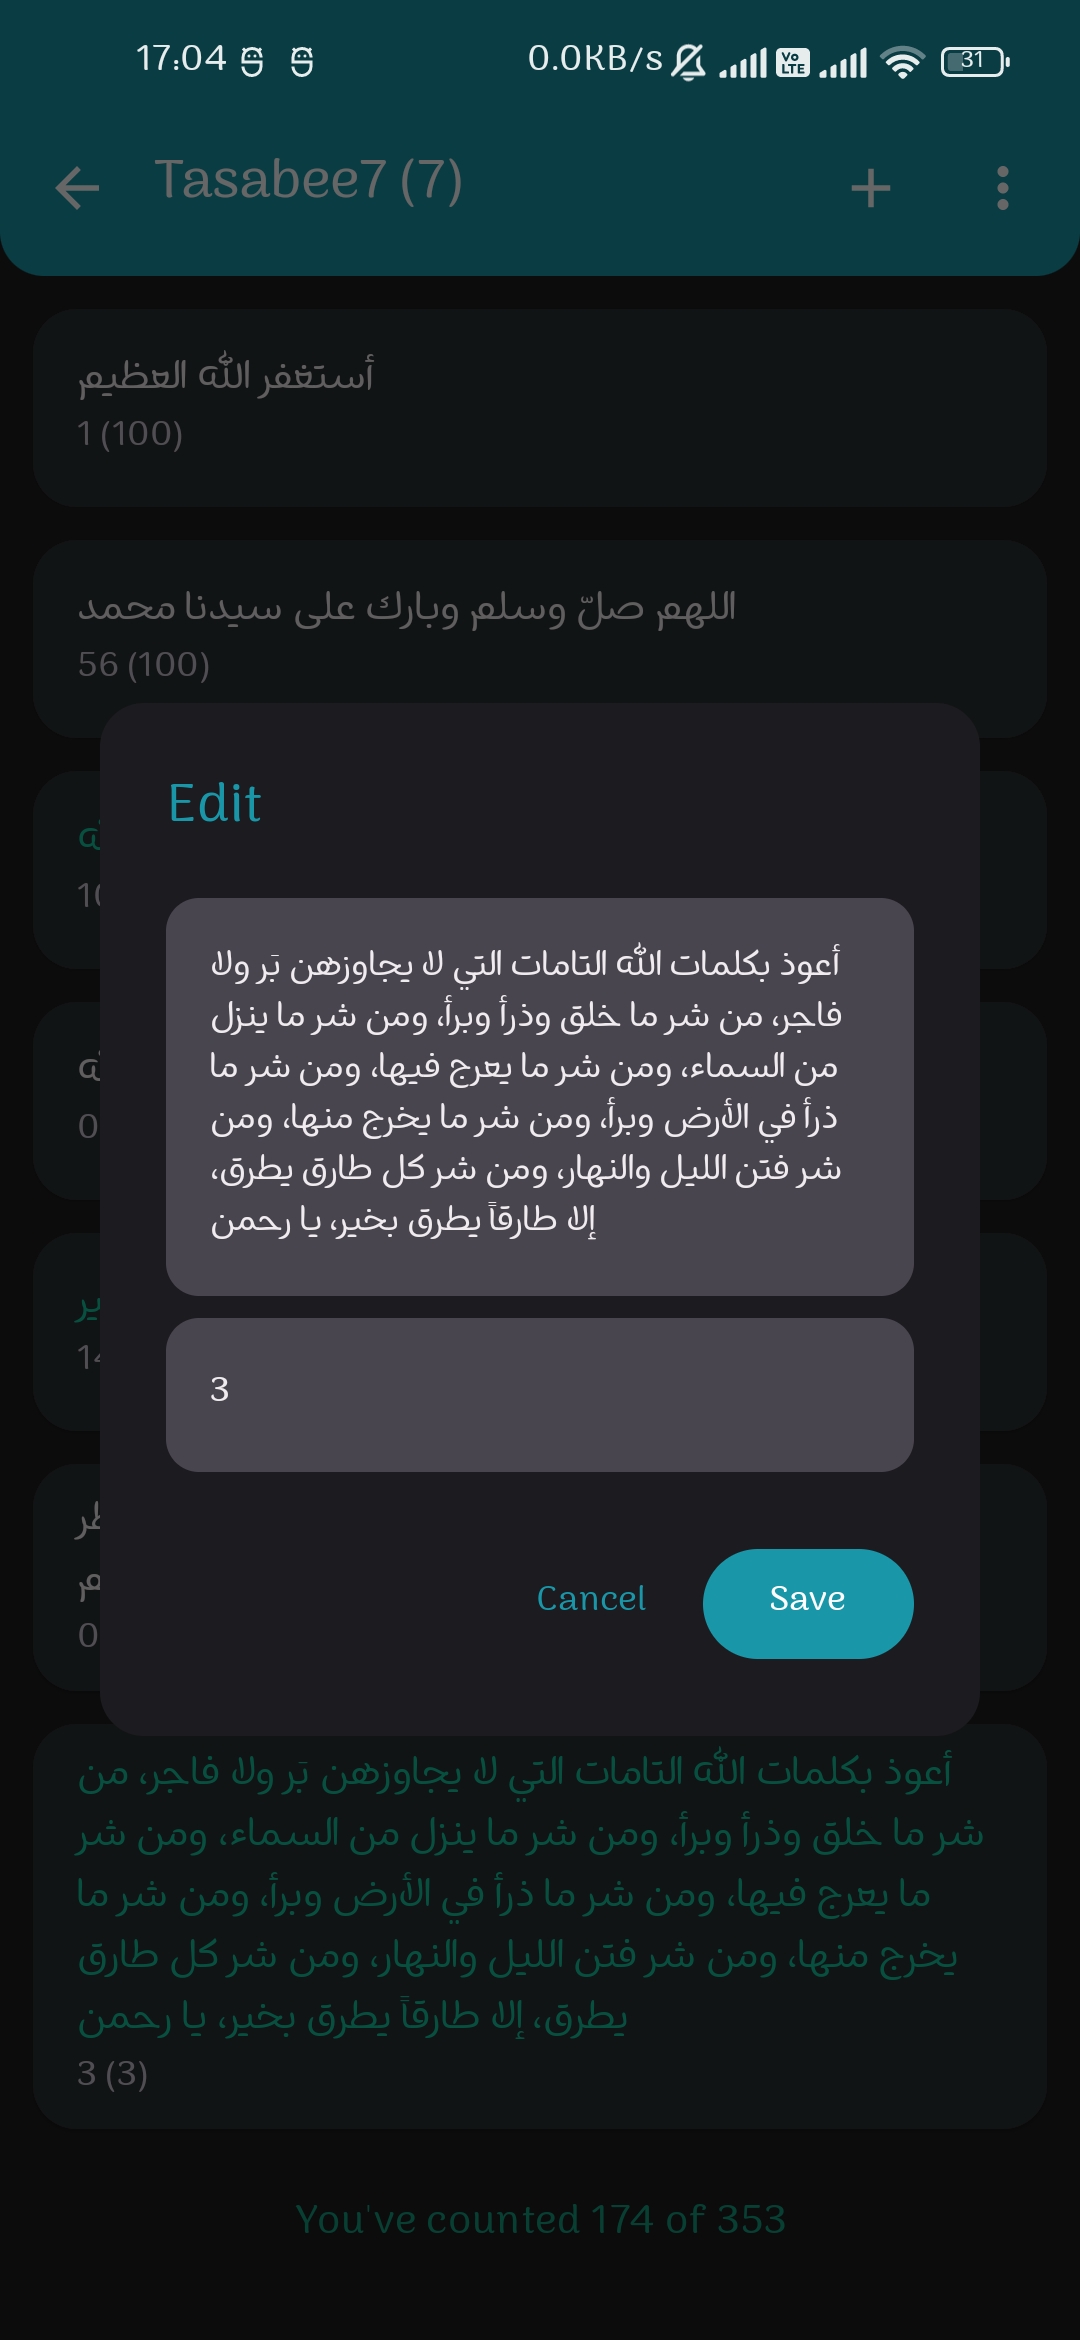 17:04
0.0KB/s
Vo LTE
31
Tasabee7 (7)
أستغفر الله العظيم
1 (100)
اللهم صلّ وسلم وبارك على سيدنا محمد
56 (100)
Edit
أعوذ بكلمات الله التامات التي لا يجاوزهن بَر ولا
فاجر، من شر ما خلق وذرأ وبرأ، ومن شر ما ينزل
من السماء، ومن شر ما يعرج فيها، ومن شر ما
ذرأ في الأرض وبرأ، ومن شر ما يخرج منها، ومن
شر فتن الليل والنهار، ومن شر كل طارق يطرق،
إلا طارقاً يطرق بخير، يا رحمن
3
Cancel
Save
أعوذ بكلمات الله التامات التي لا يجاوزهن بَر ولا فاجر، من
شر ما خلق وذرأ وبرأ، ومن شر ما ينزل من السماء، ومن شر
ما يعرج فيها، ومن شر ما ذرأ في الأرض وبرأ، ومن شر ما
يخرج منها، ومن شر فتن الليل والنهار، ومن شر كل طارق
يطرق، إلا طارقاً يطرق بخير، يا رحمن
3 (3)
You've counted 174 of 353